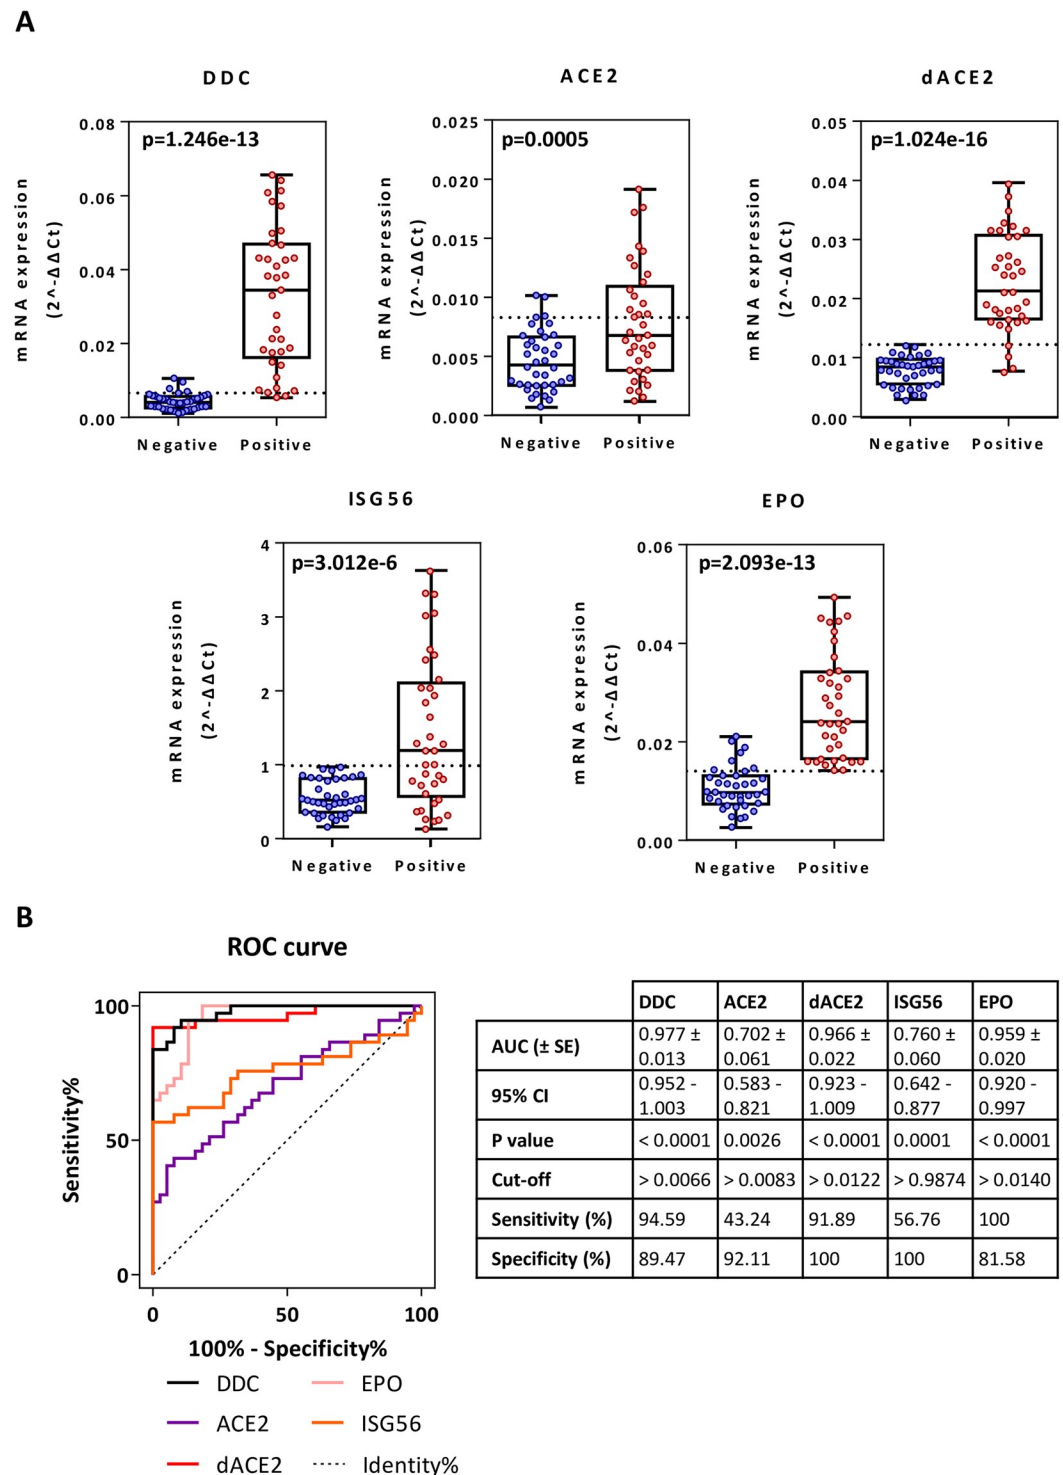 A
DDC
ACE2
dACE2
mRNA expression
(2^-ΔΔCt)
0.08
0.06
0.04
0.02
0.00
p=1.246e-13
Negative Positive
mRNA expression
(2^-ΔΔCt)
0.025
0.020
0.015
0.010
0.005
0.000
p=0.0005
Negative Positive
mRNA expression
(2^-ΔΔCt)
0.05
0.04
0.03
0.02
0.01
0.00
p=1.024e-16
Negative Positive
ISG56
EPO
mRNA expression
(2^-ΔΔCt)
4
3
2
1
0
p=3.012e-6
Negative Positive
mRNA expression
(2^-ΔΔCt)
0.06
0.04
0.02
0.00
p=2.093e-13
Negative Positive
B
ROC curve
Sensitivity%
100
50
0
0 50 100
100% - Specificity%
DDC EPO
ACE2 ISG56
dACE2 Identity%
DDC ACE2 dACE2 ISG56 EPO
AUC (± SE) 0.977 ± 0.013 0.702 ± 0.061 0.966 ± 0.022 0.760 ± 0.060 0.959 ± 0.020
95% CI 0.952 - 1.003 0.583 - 0.821 0.923 - 1.009 0.642 - 0.877 0.920 - 0.997
P value < 0.0001 0.0026 < 0.0001 0.0001 < 0.0001
Cut-off > 0.0066 > 0.0083 > 0.0122 > 0.9874 > 0.0140
Sensitivity (%) 94.59 43.24 91.89 56.76 100
Specificity (%) 89.47 92.11 100 100 81.58